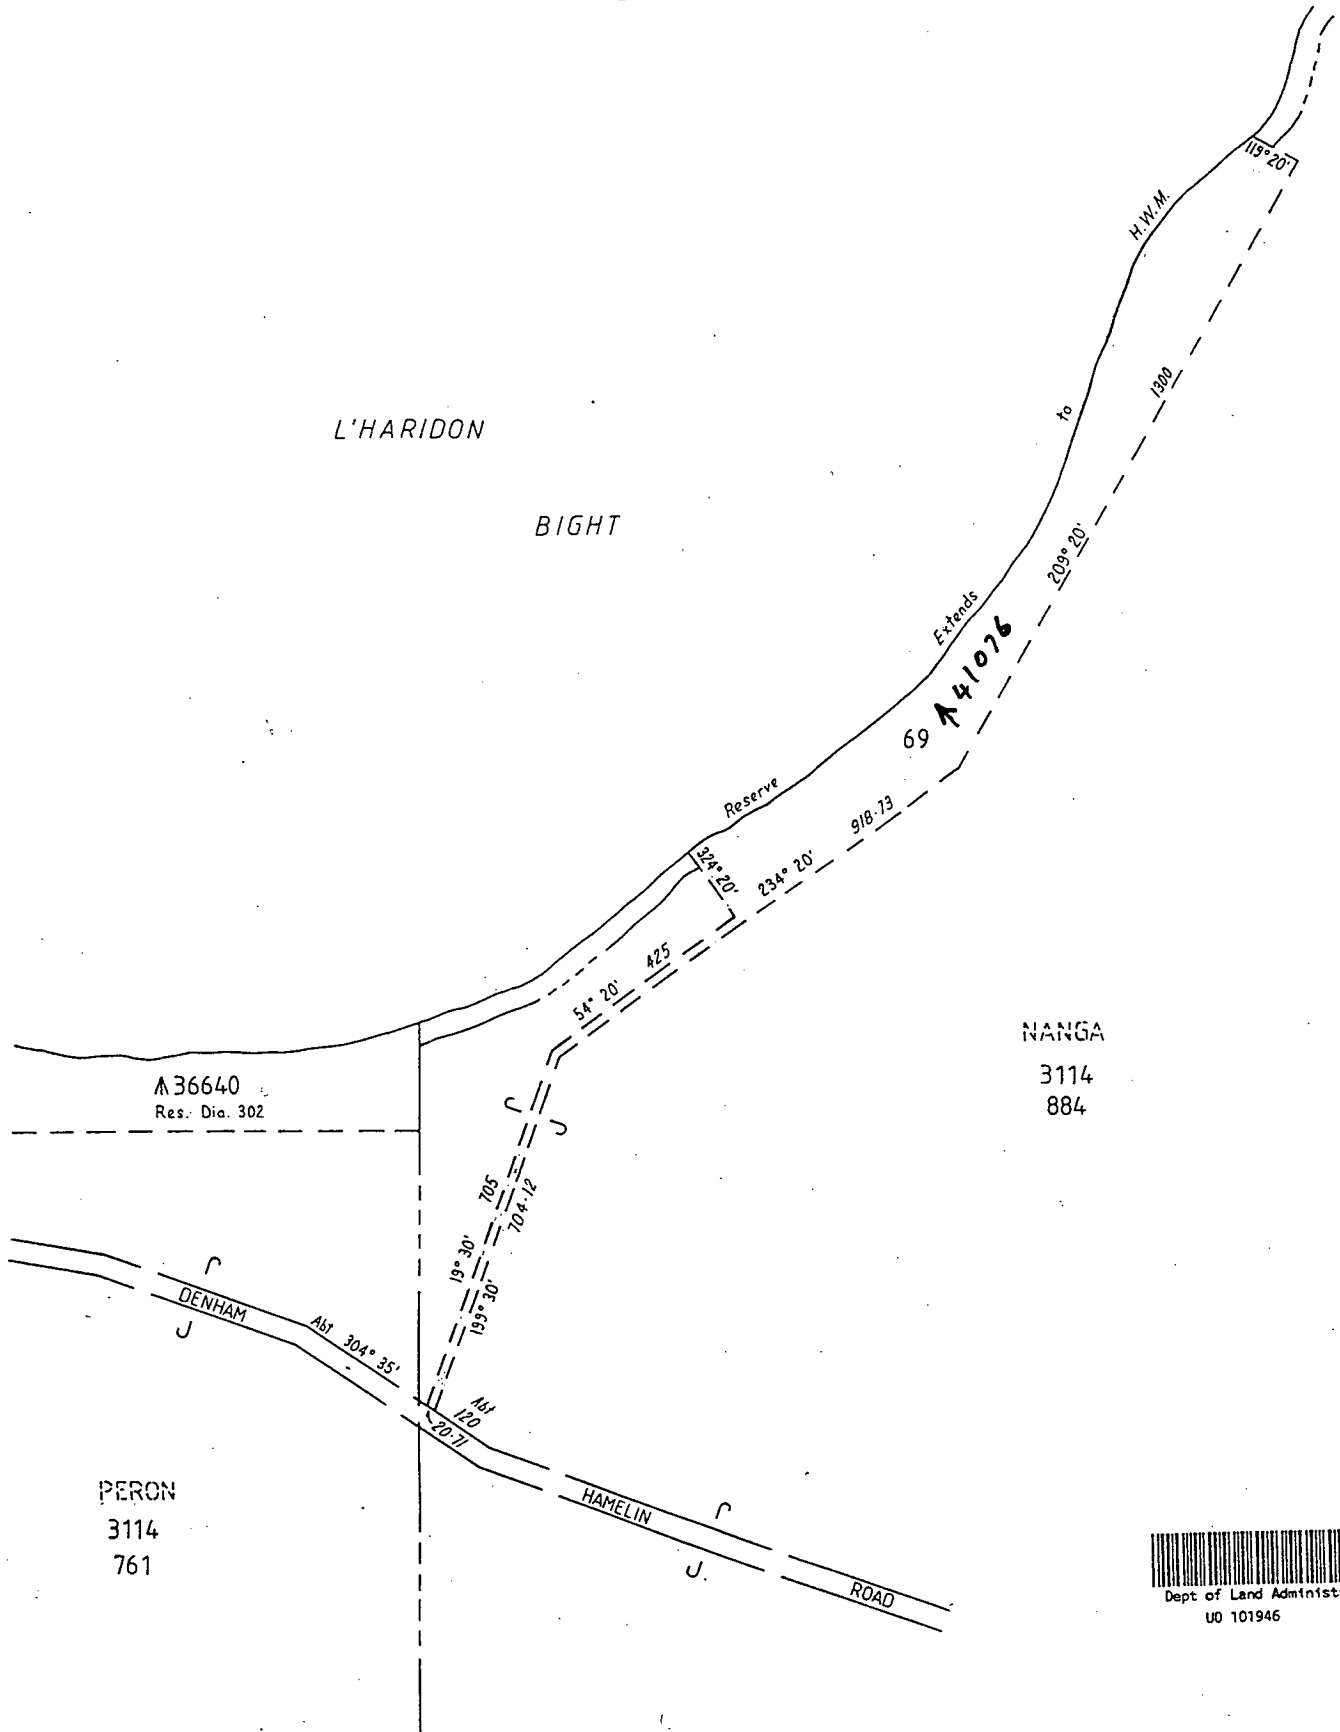 119° 20'
H.W.M.
1300
to
L'HARIDON
BIGHT
209° 20'
Extends
41076
69
Reserve
918·73
324° 20'
234° 20'
425
54° 20'
NANGA
3114
884
36640
Res. Dia. 302
705
704·12
19° 30'
199° 30'
DENHAM
Abt 304° 35'
Abt
120
20·71
HAMELIN
ROAD
PERON
3114
761
Dept of Land Administ
UO 101946